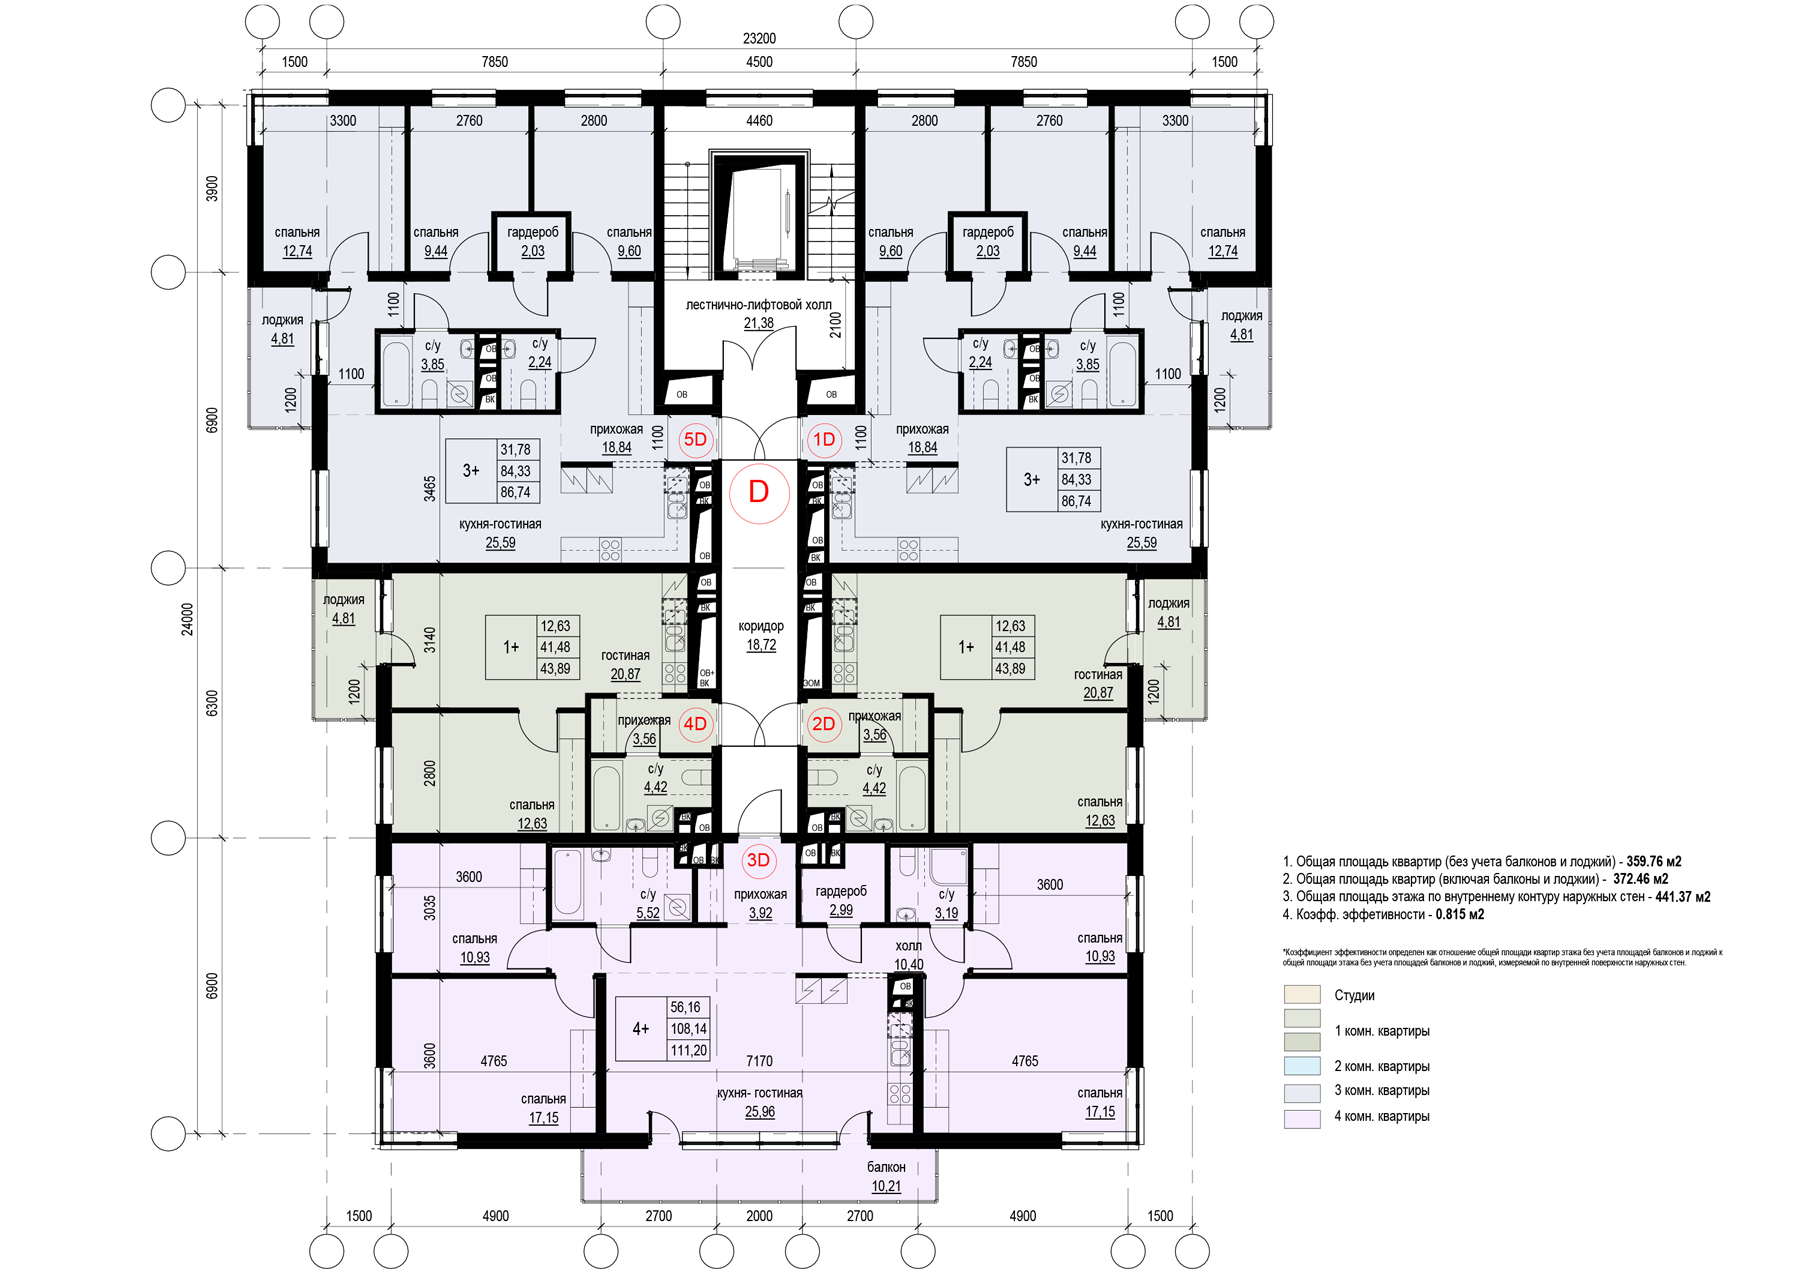 23200
1500 7850 4500 7850 1500
3300 2760 2800 4460 2800 2760 3300
3900
спальня
12,74
спальня
9,44
гардероб
2,03
спальня
9,60
спальня
9,60
гардероб
2,03
спальня
9,44
спальня
12,74
лестнично-лифтовой холл
21,38
2100
1100
1100
лоджия
4,81
лоджия
4,81
с/у
3,85
ОВ
ОВ
ВК
с/у
2,24
с/у
2,24
ОВ
ОВ
ВК
с/у
3,85
1100
1100
1200
1200
ОВ
ОВ
6900
прихожая
18,84
1100
5D
1D
1100
прихожая
18,84
3+
31,78
84,33
86,74
3+
31,78
84,33
86,74
D
3465
ОВ
ВК
ОВ
ОВ
ВК
ОВ
ВК
кухня-гостиная
25,59
кухня-гостиная
25,59
24000
лоджия
4,81
лоджия
4,81
3140
1+
12,63
41,48
43,89
1+
12,63
41,48
43,89
ОВ
ВК
ОВ+
ВК
ОВ
ВК
ЭОМ
коридор
18,72
гостиная
20,87
гостиная
20,87
1200
1200
6300
прихожая
3,56
4D
2D
прихожая
3,56
2800
с/у
4,42
с/у
4,42
спальня
12,63
спальня
12,63
ВК
ОВ
ОВ
ВК
ВК
ОВ
ВК
ОВ
ВК
3D
прихожая
3,92
3600
3035
с/у
5,52
гардероб
2,99
с/у
3,19
3600
спальня
10,93
холл
10,40
спальня
10,93
6900
ОВ
ВК
4+
56,16
108,14
111,20
3600
4765
7170
4765
спальня
17,15
кухня- гостиная
25,96
спальня
17,15
балкон
10,21
1500 4900 2700 2000 2700 4900 1500
1. Общая площадь кввартир (без учета балконов и лоджий) - 359.76 м2
2. Общая площадь квартир (включая балконы и лоджии) - 372.46 м2
3. Общая площадь этажа по внутреннему контуру наружных стен - 441.37 м2
4. Коэфф. эффетивности - 0.815 м2
*Коэффициент эффективности определен как отношение общей площади квартир этажа без учета площадей балконов и лоджий к
общей площади этажа без учета площадей балконов и лоджий, измеряемой по внутренней поверхности наружных стен.
Студии
1 комн. квартиры
2 комн. квартиры
3 комн. квартиры
4 комн. квартиры